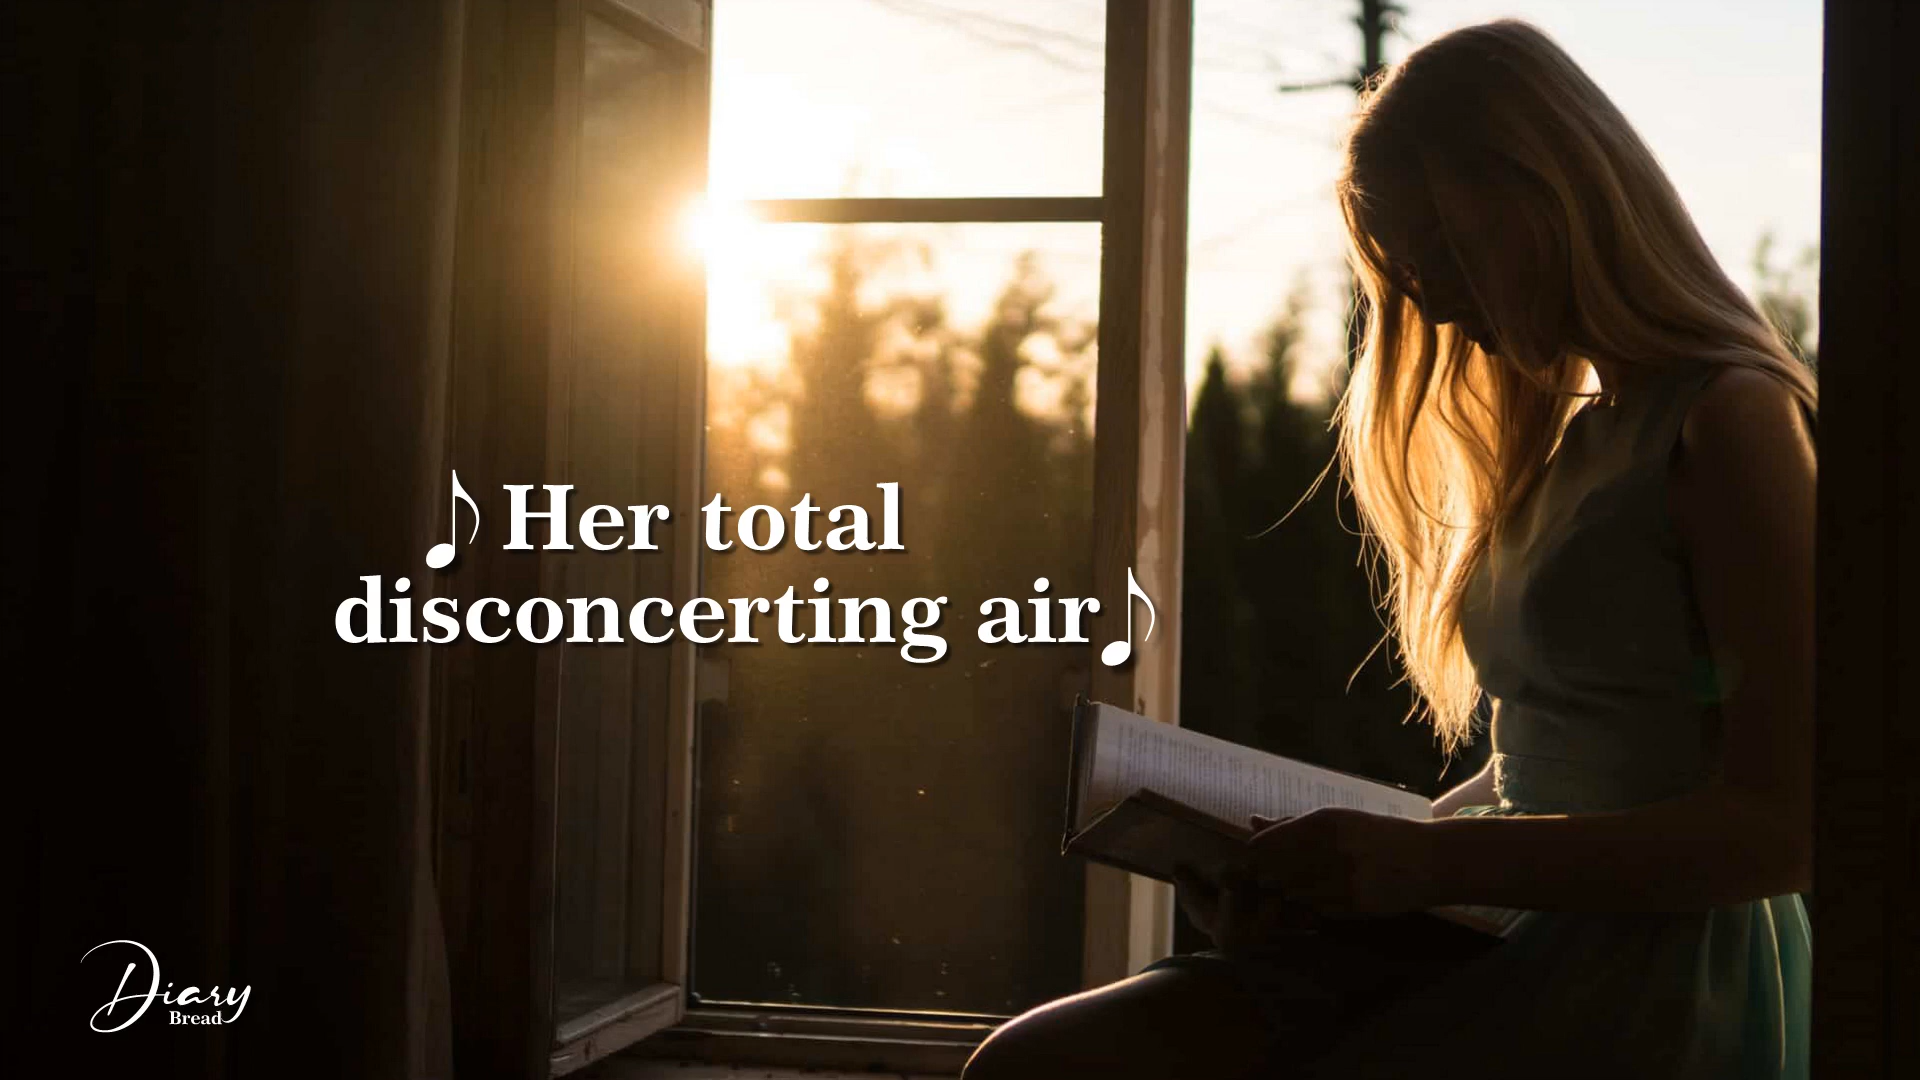 ♪ Her total
disconcerting air♪
Diary
Bread